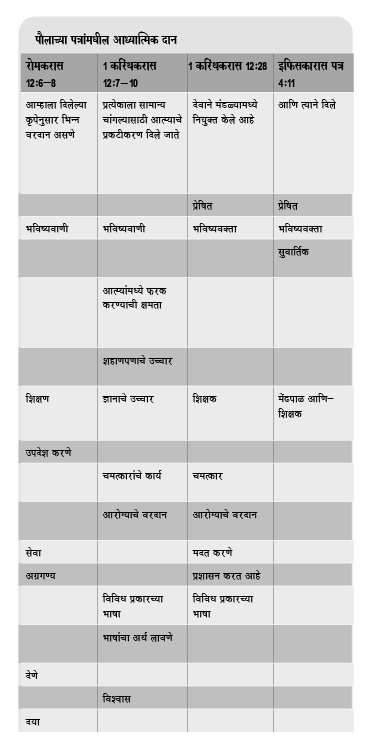 पौलाच्या पत्रांमधील आध्यात्मिक दान
रोमकरास 1 करिंथकरास 1 करिंथकरास 12:28 इफिसकारास पत्र
12:6–8 12:7–10 4:11
आम्हाला दिलेल्या प्रत्येकाला सामान्य देवाने मंडळ्यामध्ये आणि त्याने दिले
कृपेनुसार भिन्न चांगल्यासाठी आत्म्याचे नियुक्त केले आहे
वरदान असणे प्रकटीकरण दिले जाते
प्रेषित प्रेषित
भविष्यवाणी भविष्यवाणी भविष्यवक्ता भविष्यवक्ता
सुवार्तिक
आत्म्यांमध्ये फरक
करण्याची क्षमता
शहाणपणाचे उच्चार
शिक्षण ज्ञानाचे उच्चार शिक्षक मेंढपाळ आणि–
शिक्षक
उपदेश करणे
चमत्कारांचे कार्य चमत्कार
आरोग्याचे वरदान आरोग्याचे वरदान
सेवा मदत करणे
अग्रगण्य प्रशासन करत आहे
विविध प्रकारच्या विविध प्रकारच्या
भाषा भाषा
भाषांचा अर्थ लावणे
देणे
विश्वास
दया